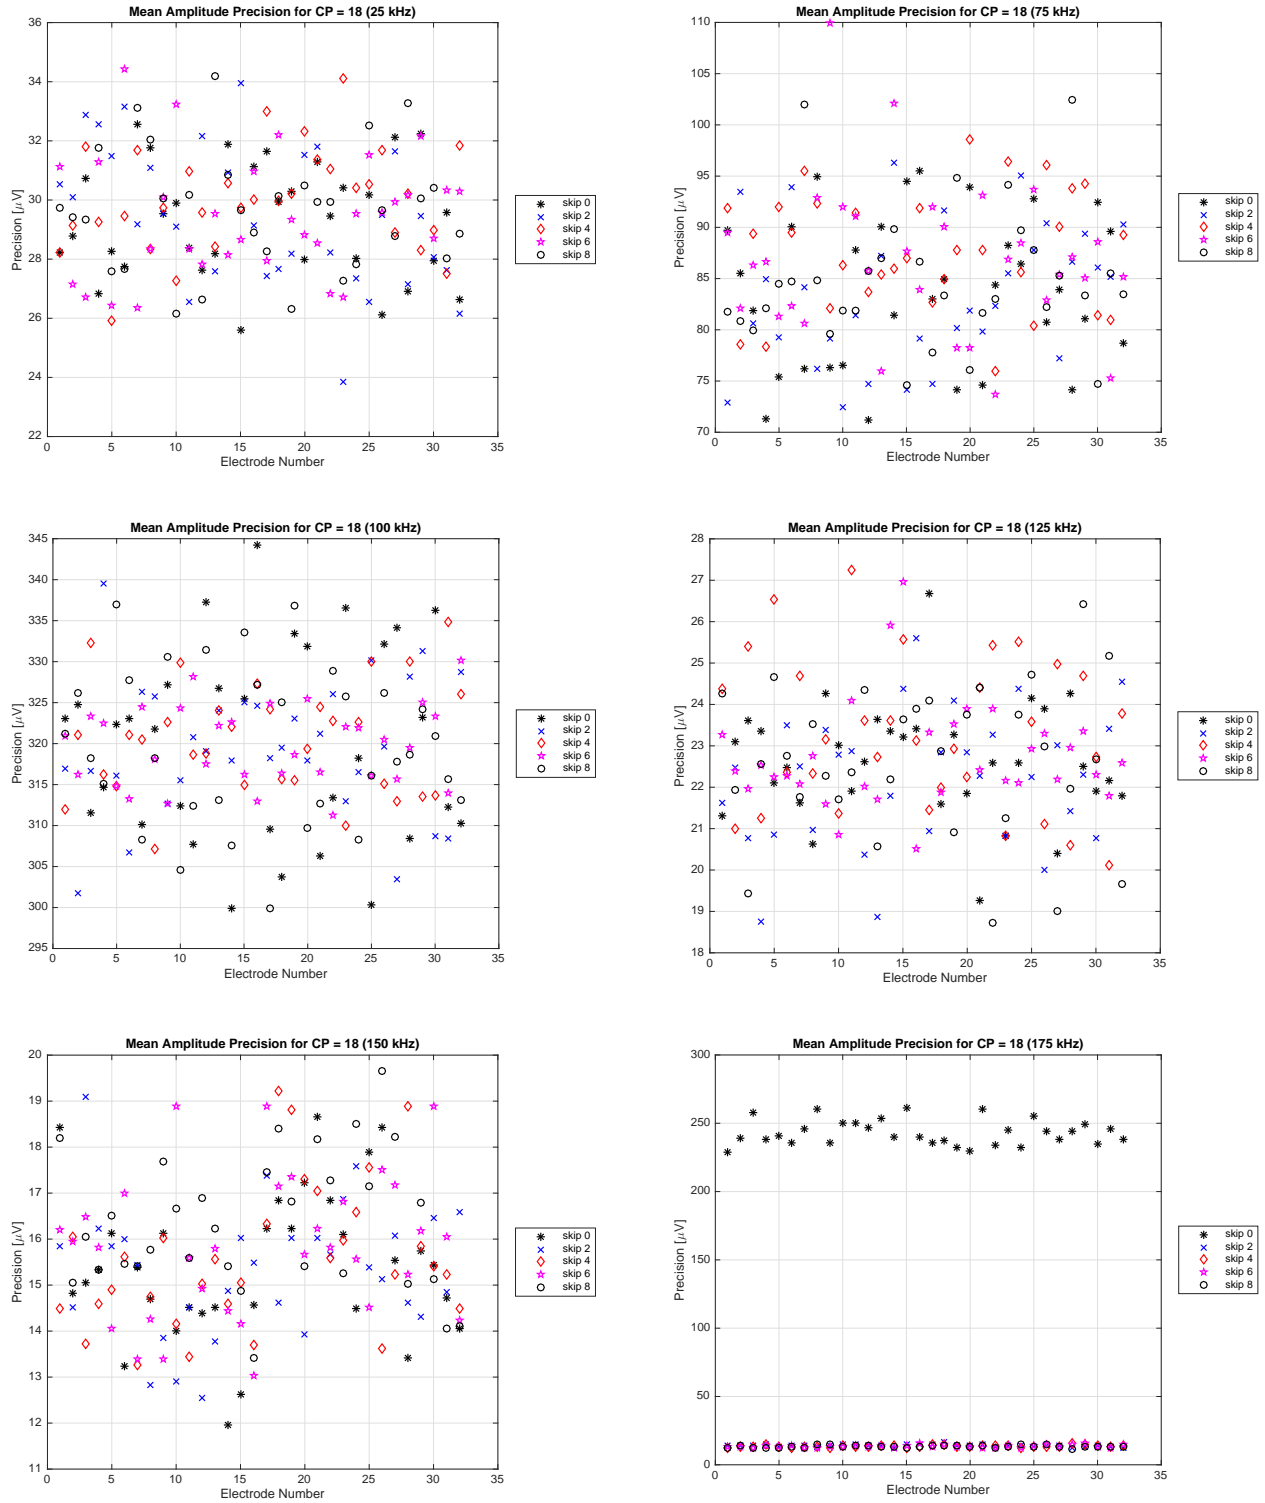 Mean Amplitude Precision for CP = 18 (25 kHz)
36
34
32
30
28
26
24
22
Precision [μV]
0 5 10 15 20 25 30 35
Electrode Number
skip 0
skip 2
skip 4
skip 6
skip 8
Mean Amplitude Precision for CP = 18 (75 kHz)
110
105
100
95
90
85
80
75
70
Precision [μV]
0 5 10 15 20 25 30 35
Electrode Number
skip 0
skip 2
skip 4
skip 6
skip 8
Mean Amplitude Precision for CP = 18 (100 kHz)
345
340
335
330
325
320
315
310
305
300
295
Precision [μV]
0 5 10 15 20 25 30 35
Electrode Number
skip 0
skip 2
skip 4
skip 6
skip 8
Mean Amplitude Precision for CP = 18 (125 kHz)
28
27
26
25
24
23
22
21
20
19
18
Precision [μV]
0 5 10 15 20 25 30 35
Electrode Number
skip 0
skip 2
skip 4
skip 6
skip 8
Mean Amplitude Precision for CP = 18 (150 kHz)
20
19
18
17
16
15
14
13
12
11
Precision [μV]
0 5 10 15 20 25 30 35
Electrode Number
skip 0
skip 2
skip 4
skip 6
skip 8
Mean Amplitude Precision for CP = 18 (175 kHz)
300
250
200
150
100
50
0
Precision [μV]
0 5 10 15 20 25 30 35
Electrode Number
skip 0
skip 2
skip 4
skip 6
skip 8